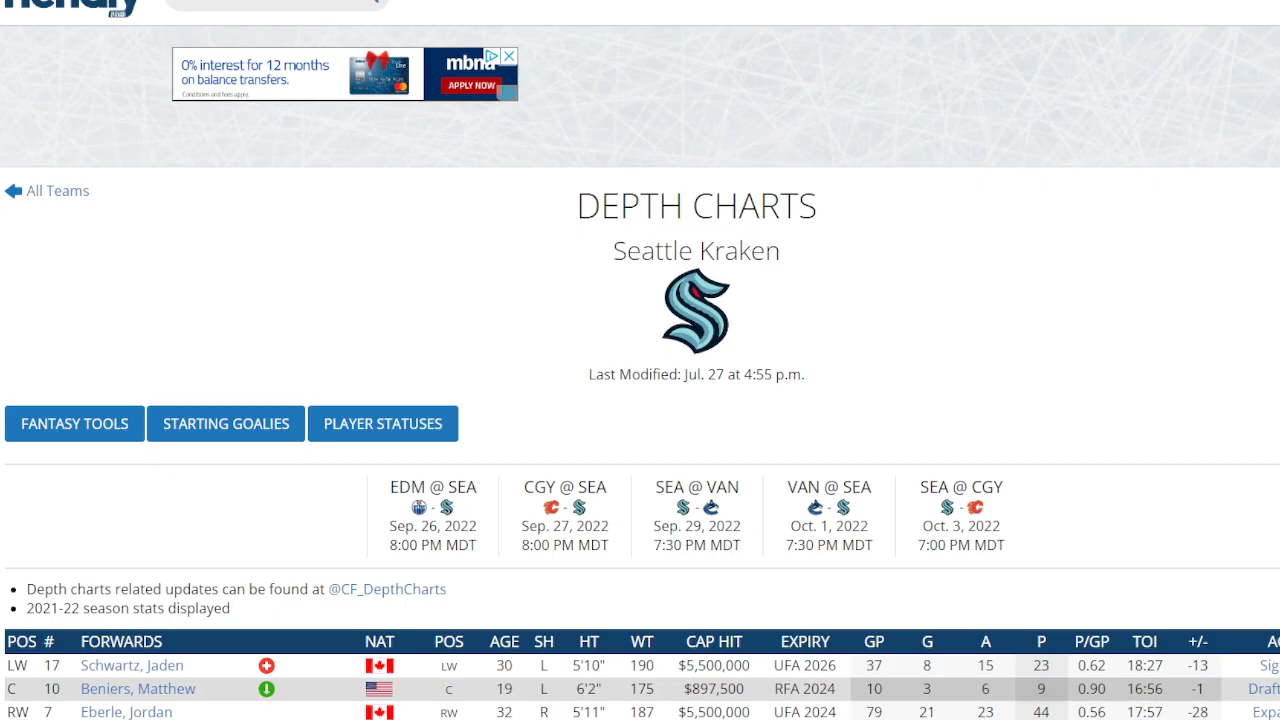 0% interest for 12 months
on balance transfers.
Conditions and fees apply.
mbna
APPLY NOW
All Teams
DEPTH CHARTS
Seattle Kraken
Last Modified: Jul. 27 at 4:55 p.m.
FANTASY TOOLS STARTING GOALIES PLAYER STATUSES
EDM @ SEA CGY @ SEA SEA @ VAN VAN @ SEA SEA @ CGY
- - - - -
Sep. 26, 2022 Sep. 27, 2022 Sep. 29, 2022 Oct. 1, 2022 Oct. 3, 2022
8:00 PM MDT 8:00 PM MDT 7:30 PM MDT 7:30 PM MDT 7:00 PM MDT
• Depth charts related updates can be found at @CF_DepthCharts
• 2021-22 season stats displayed
POS # FORWARDS NAT POS AGE SH HT WT CAP HIT EXPIRY GP G A P P/GP TOI +/-
LW 17 Schwartz, Jaden LW 30 L 5'10" 190 $5,500,000 UFA 2026 37 8 15 23 0.62 18:27 -13 Sig
C 10 Beniers, Matthew C 19 L 6'2" 175 $897,500 RFA 2024 10 3 6 9 0.90 16:56 -1 Draft
RW 7 Eberle, Jordan RW 32 R 5'11" 187 $5,500,000 UFA 2024 79 21 23 44 0.56 17:57 -28 Expa